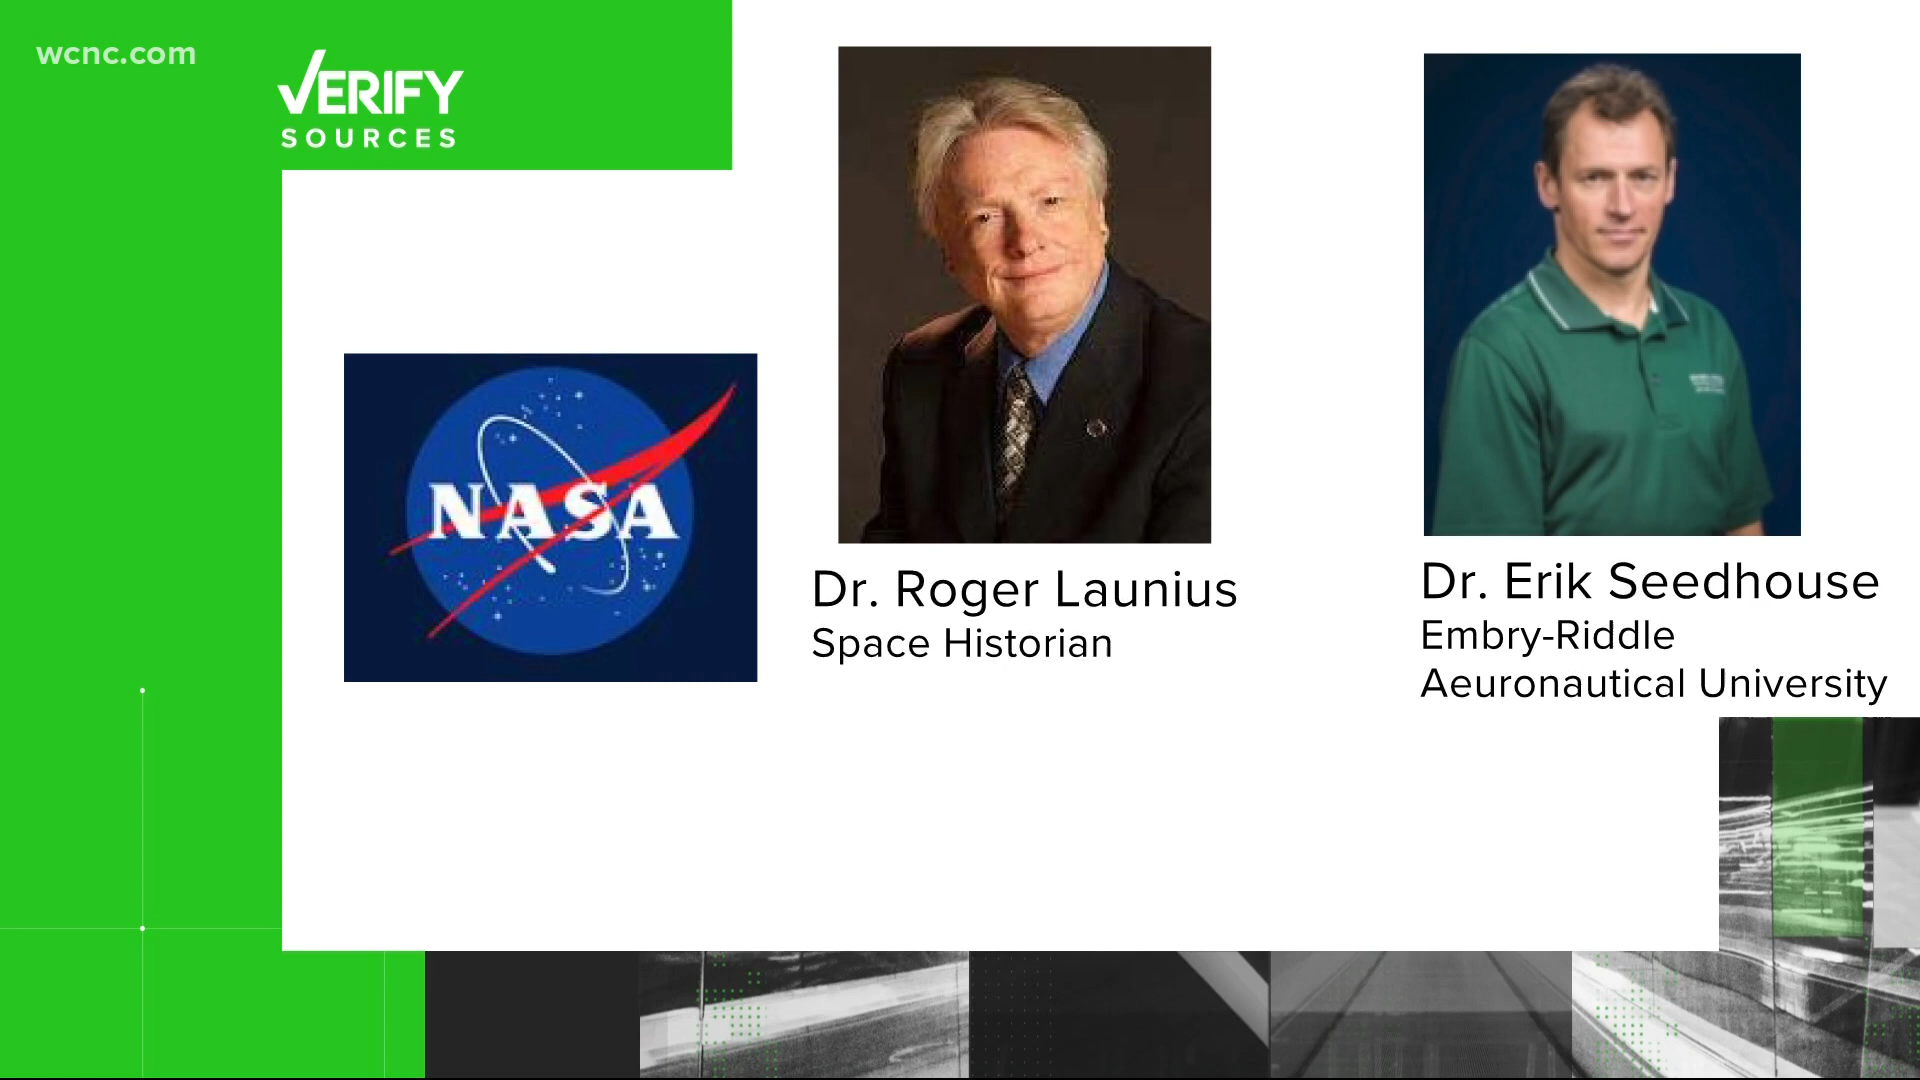 wcnc.com
VERIFY
SOURCES
NASA
Dr. Roger Launius
Space Historian
Dr. Erik Seedhouse
Embry-Riddle
Aeuronautical University